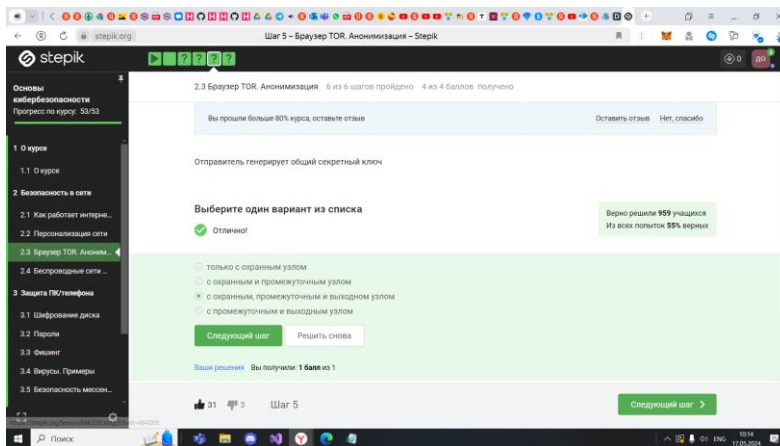 stepik.org
Шаг 5 – Браузер TOR. Анонимизация – Stepik
stepik
0
ДО
Основы
кибербезопасности
Прогресс по курсу: 53/53
2.3 Браузер TOR. Анонимизация 6 из 6 шагов пройдено 4 из 4 баллов получено
Вы прошли больше 80% курса, оставьте отзыв
Оставить отзыв Нет, спасибо
1 О курсе
1.1 О курсе
2 Безопасность в сети
2.1 Как работает интерне...
2.2 Персонализация сети
2.3 Браузер TOR. Аноним...
2.4 Беспроводные сети ...
3 Защита ПК/телефона
3.1 Шифрование диска
3.2 Пароли
3.3 Фишинг
3.4 Вирусы. Примеры
3.5 Безопасность мессен...
Отправитель генерирует общий секретный ключ
Выберите один вариант из списка
Отлично!
Верно решили 959 учащихся
Из всех попыток 55% верных
только с охранным узлом
с охранным и промежуточным узлом
с охранным, промежуточным и выходном узлом
с промежуточным и выходным узлом
Следующий шаг
Решить снова
Ваши решения Вы получили: 1 балл из 1
31
3
Шаг 5
Следующий шаг
Поиск
ENG
10:14
17.05.2024